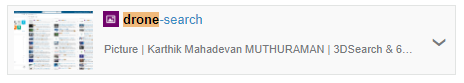 drone-search
Picture | Karthik Mahadevan MUTHURAMAN | 3DSearch & 6…